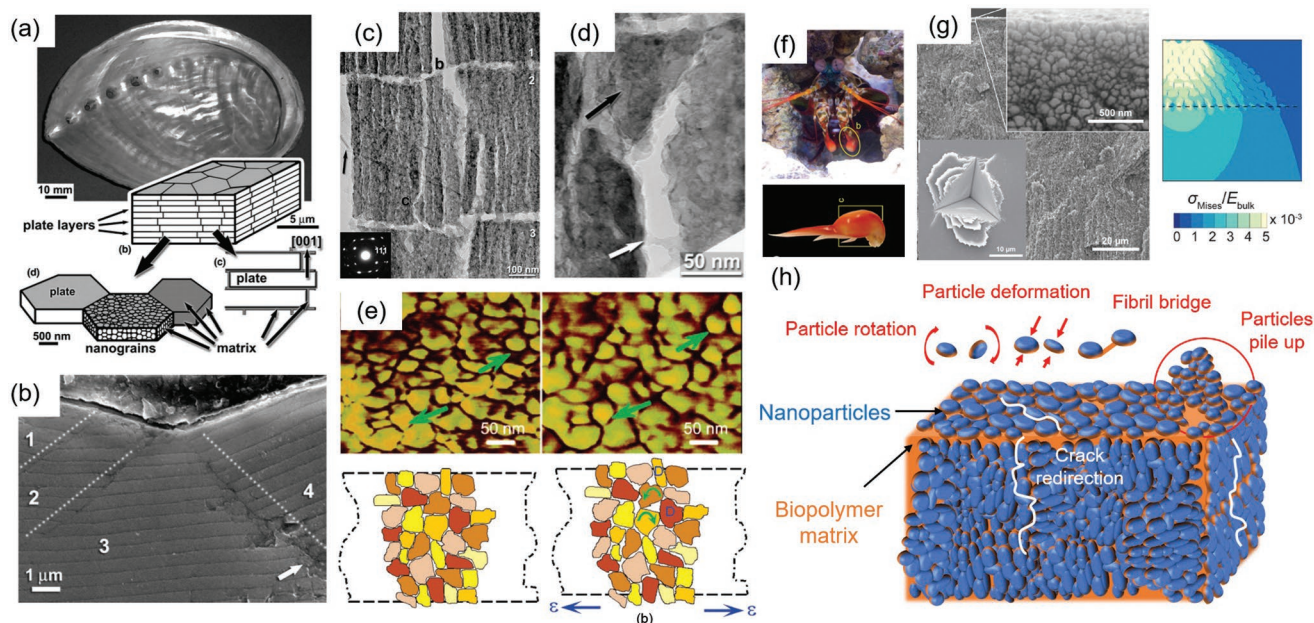 (a)
10 mm
plate layers
5 μm
(b)
[001]
(c)
plate
(d)
plate
500 nm
nanograins
matrix
(b)
1
2
3
4
1 μm
(c)
b
1
2
c
3
111
100 nm
(d)
50 nm
(e)
50 nm
50 nm
D
D
ε
ε
(b)
(f)
b
c
(g)
500 nm
10 μm
20 μm
σMises/Ebulk
x 10-3
0 1 2 3 4 5
(h)
Particle deformation
Fibril bridge
Particle rotation
Particles
pile up
Nanoparticles
Crack
redirection
Biopolymer
matrix